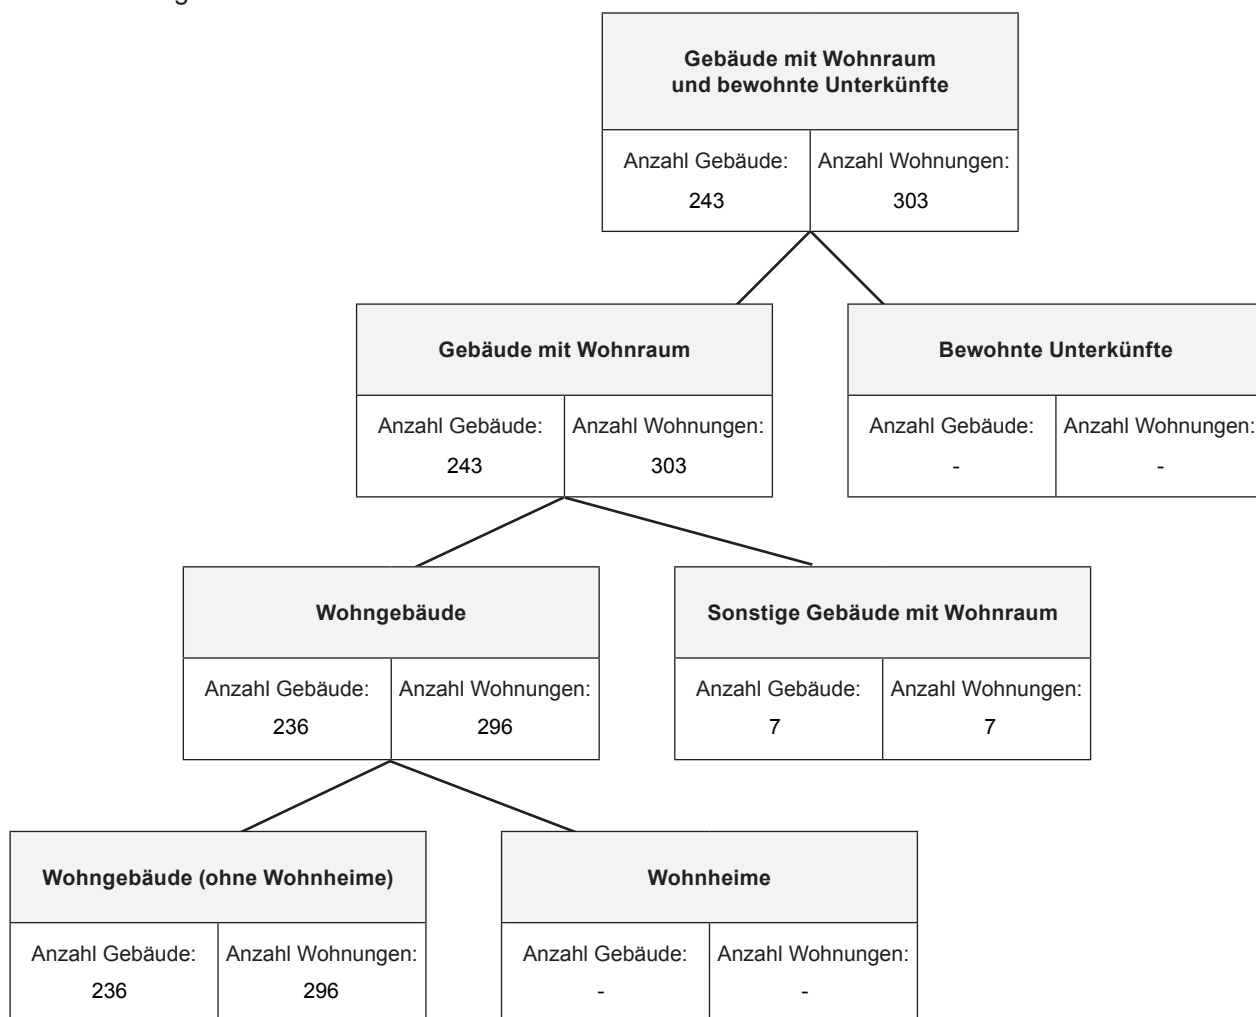 Gebäude mit Wohnraum
und bewohnte Unterkünfte
Anzahl Gebäude: Anzahl Wohnungen:
243 303
Gebäude mit Wohnraum
Anzahl Gebäude: Anzahl Wohnungen:
243 303
Bewohnte Unterkünfte
Anzahl Gebäude: Anzahl Wohnungen:
- -
Wohngebäude
Anzahl Gebäude: Anzahl Wohnungen:
236 296
Sonstige Gebäude mit Wohnraum
Anzahl Gebäude: Anzahl Wohnungen:
7 7
Wohngebäude (ohne Wohnheime)
Anzahl Gebäude: Anzahl Wohnungen:
236 296
Wohnheime
Anzahl Gebäude: Anzahl Wohnungen:
- -